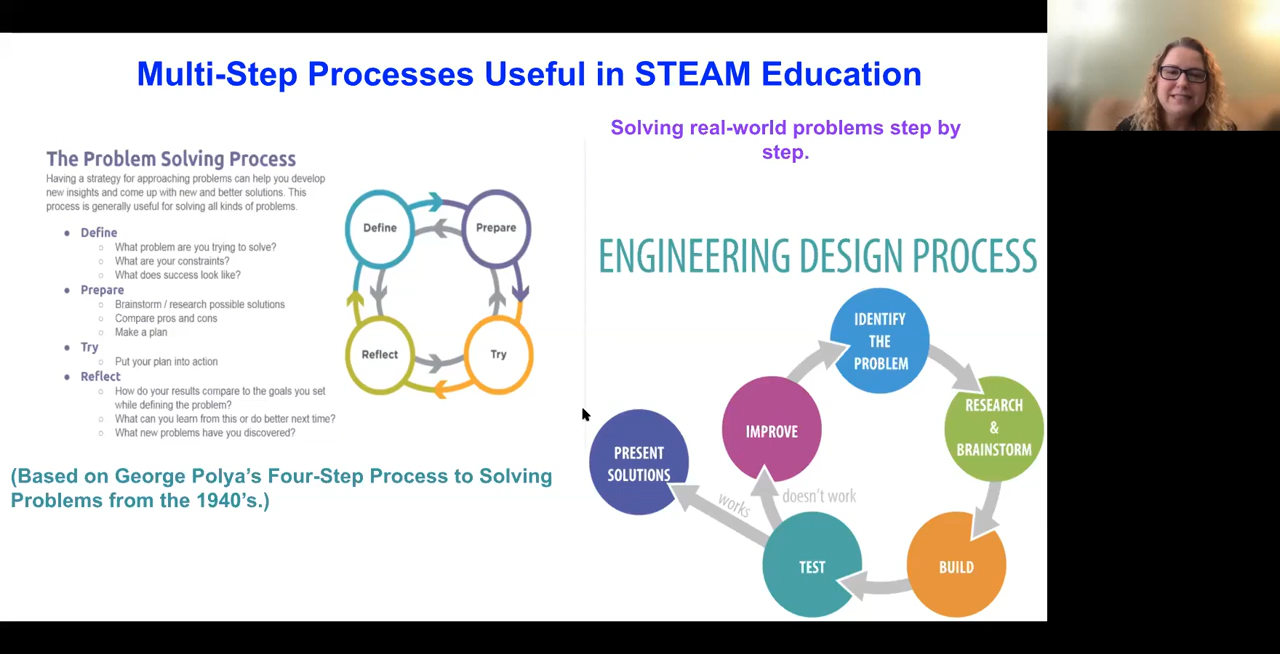 Multi-Step Processes Useful in STEAM Education
Solving real-world problems step by
step.
The Problem Solving Process
Having a strategy for approaching problems can help you develop
new insights and come up with new and better solutions. This
process is generally useful for solving all kinds of problems.
• Define
○ What problem are you trying to solve?
○ What are your constraints?
○ What does success look like?
• Prepare
○ Brainstorm / research possible solutions
○ Compare pros and cons
○ Make a plan
• Try
○ Put your plan into action
• Reflect
○ How do your results compare to the goals you set
while defining the problem?
○ What can you learn from this or do better next time?
○ What new problems have you discovered?
Define
Prepare
Reflect
Try
(Based on George Polya's Four-Step Process to Solving
Problems from the 1940's.)
ENGINEERING DESIGN PROCESS
IDENTIFY
THE
PROBLEM
RESEARCH
&
BRAINSTORM
BUILD
TEST
works
doesn't work
IMPROVE
PRESENT
SOLUTIONS